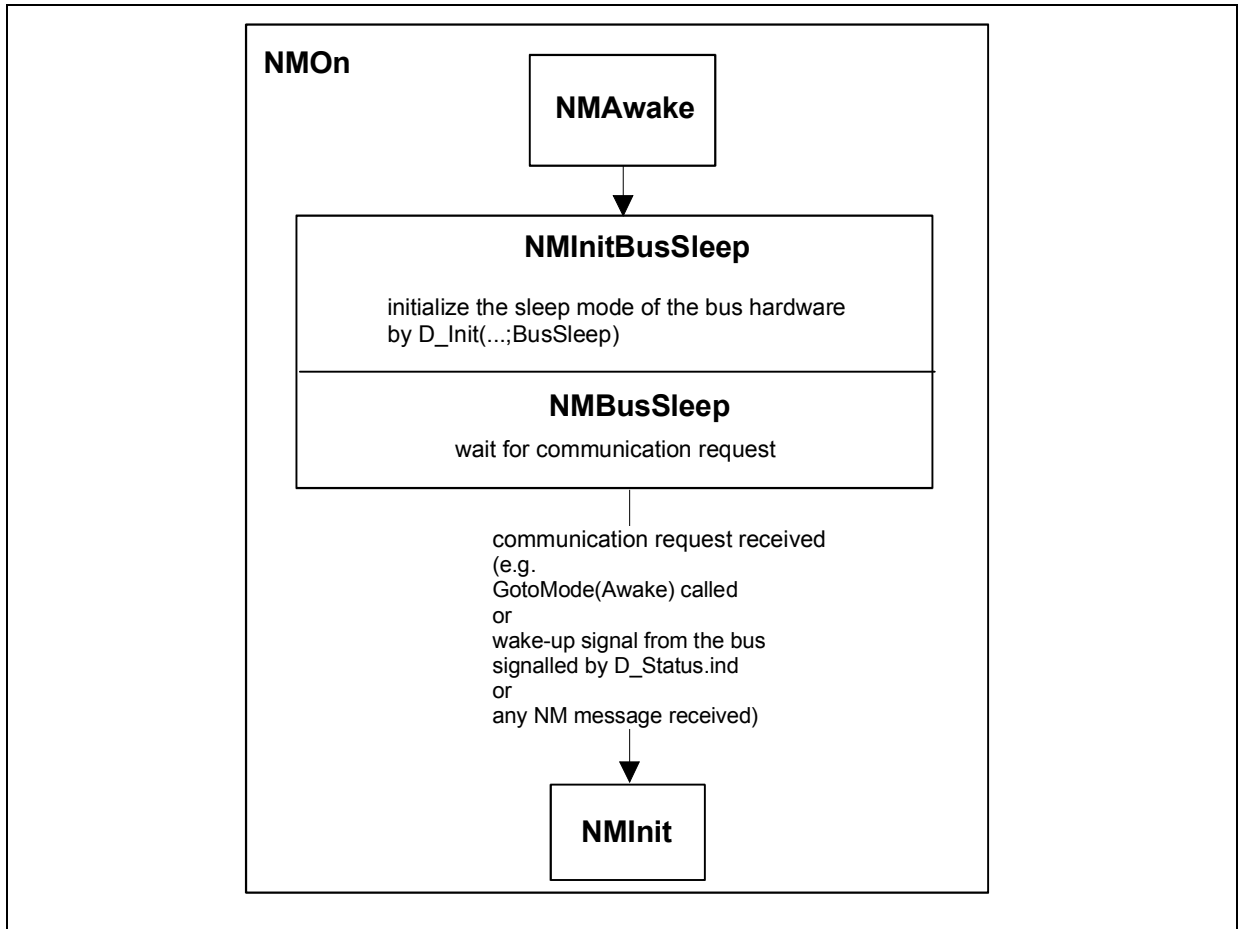 NMOn
NMAwake
NMInitBusSleep
initialize the sleep mode of the bus hardware
by D_Init(...;BusSleep)
NMBusSleep
wait for communication request
communication request received
(e.g.
GotoMode(Awake) called
or
wake-up signal from the bus
signalled by D_Status.ind
or
any NM message received)
NMInit